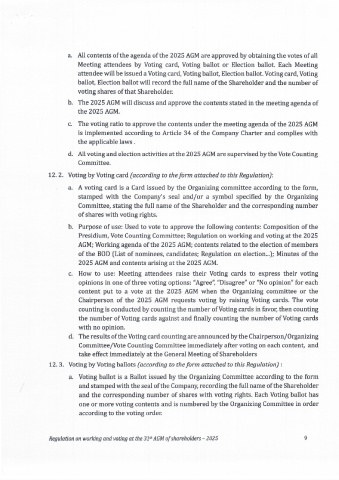 a. All contents of the agenda of the 2025 AGM are approved by obtaining the votes of all
Meeting attendees by Voting card, Voting ballot or Election ballot. Each Meeting
attendee will be issued a Voting card, Voting ballot, Election ballot. Voting card, Voting
ballot, Election ballot will record the full name of the Shareholder and the number of
voting shares of that Shareholder.
b. The 2025 AGM will discuss and approve the contents stated in the meeting agenda of
the 2025 AGM.
c. The voting ratio to approve the contents under the meeting agenda of the 2025 AGM
is implemented according to Article 34 of the Company Charter and complies with
the applicable laws .
d. All voting and election activities at the 2025 AGM are supervised by the Vote Counting
Committee.
12. 2. Voting by Voting card (according to the form attached to this Regulation):
a. A voting card is a Card issued by the Organizing committee according to the form,
stamped with the Company's seal and/or a symbol specified by the Organizing
Committee, stating the full name of the Shareholder and the corresponding number
of shares with voting rights.
b. Purpose of use: Used to vote to approve the following contents: Composition of the
Presidium, Vote Counting Committee; Regulation on working and voting at the 2025
AGM; Working agenda of the 2025 AGM; contents related to the election of members
of the BOD (List of nominees, candidates; Regulation on election...); Minutes of the
2025 AGM and contents arising at the 2025 AGM.
c. How to use: Meeting attendees raise their Voting cards to express their voting
opinions in one of three voting options: "Agree", "Disagree" or "No opinion" for each
content put to a vote at the 2025 AGM when the Organizing committee or the
Chairperson of the 2025 AGM requests voting by raising Voting cards. The vote
counting is conducted by counting the number of Voting cards in favor, then counting
the number of Voting cards against and finally counting the number of Voting cards
with no opinion.
d. The results of the Voting card counting are announced by the Chairperson/Organizing
Committee/Vote Counting Committee immediately after voting on each content, and
take effect immediately at the General Meeting of Shareholders
12. 3. Voting by Voting ballots (according to the form attached to this Regulation) :
a. Voting ballot is a Ballot issued by the Organizing Committee according to the form
and stamped with the seal of the Company, recording the full name of the Shareholder
and the corresponding number of shares with voting rights. Each Voting ballot has
one or more voting contents and is numbered by the Organizing Committee in order
according to the voting order.
Regulation on working and voting at the 31st AGM of shareholders – 2025 9